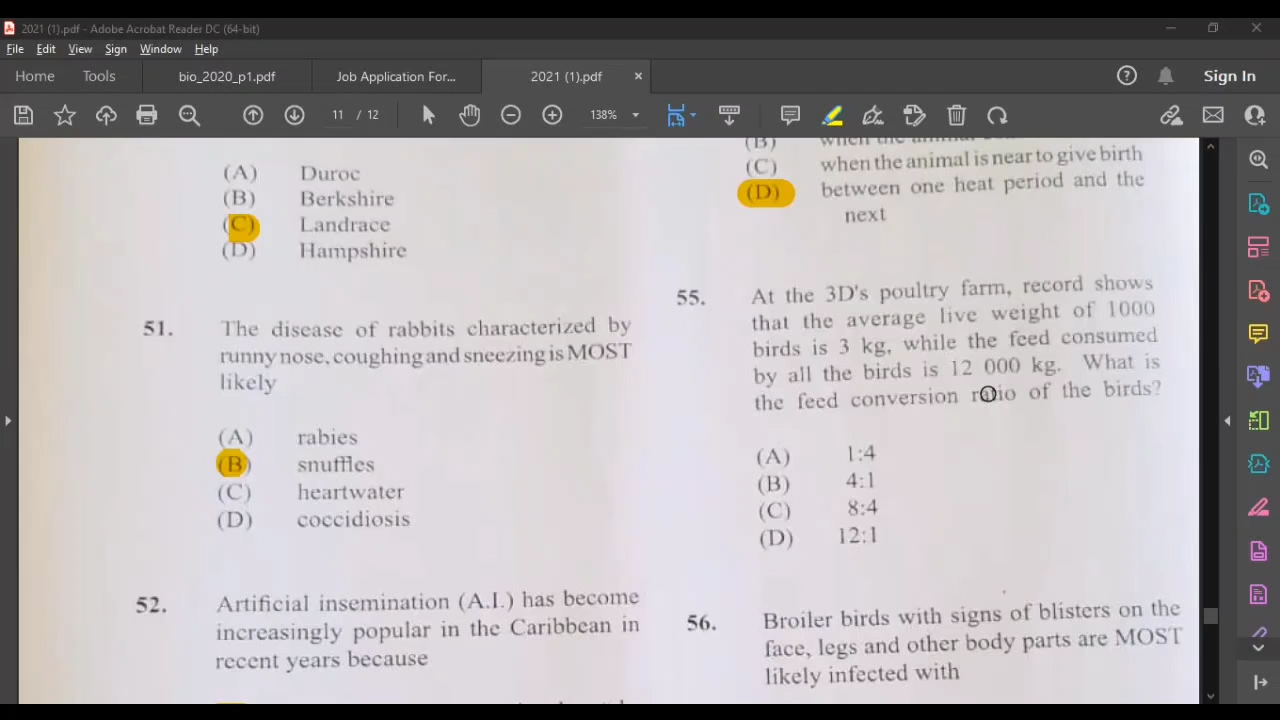 2021 (1).pdf - Adobe Acrobat Reader DC (64-bit)
File Edit View Sign Window Help
Home Tools bio_2020_p1.pdf Job Application For... 2021 (1).pdf × Sign In
11 / 12 138%
(A) Duroc
(B) Berkshire
(C) Landrace
(D) Hampshire
51. The disease of rabbits characterized by
runny nose, coughing and sneezing is MOST
likely
(A) rabies
(B) snuffles
(C) heartwater
(D) coccidiosis
52. Artificial insemination (A.I.) has become
increasingly popular in the Caribbean in
recent years because
(B) when the animal
(C) when the animal is near to give birth
(D) between one heat period and the
next
55. At the 3D's poultry farm, record shows
that the average live weight of 1000
birds is 3 kg, while the feed consumed
by all the birds is 12 000 kg. What is
the feed conversion ratio of the birds?
(A) 1:4
(B) 4:1
(C) 8:4
(D) 12:1
56. Broiler birds with signs of blisters on the
face, legs and other body parts are MOST
likely infected with